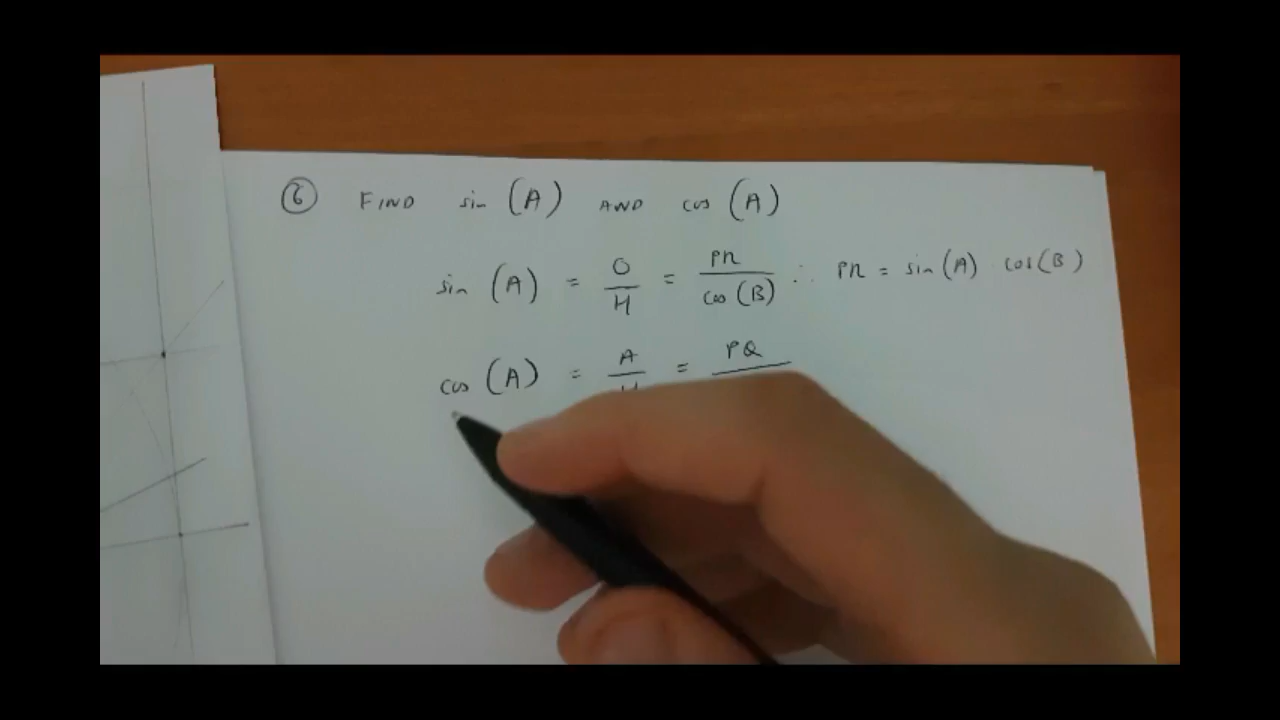 6 FIND sin (A) AND cos (A)
sin (A) = O/H = PR/cos (B) ∴ PR = sin (A) cos (B)
cos (A) = A/H = PQ/